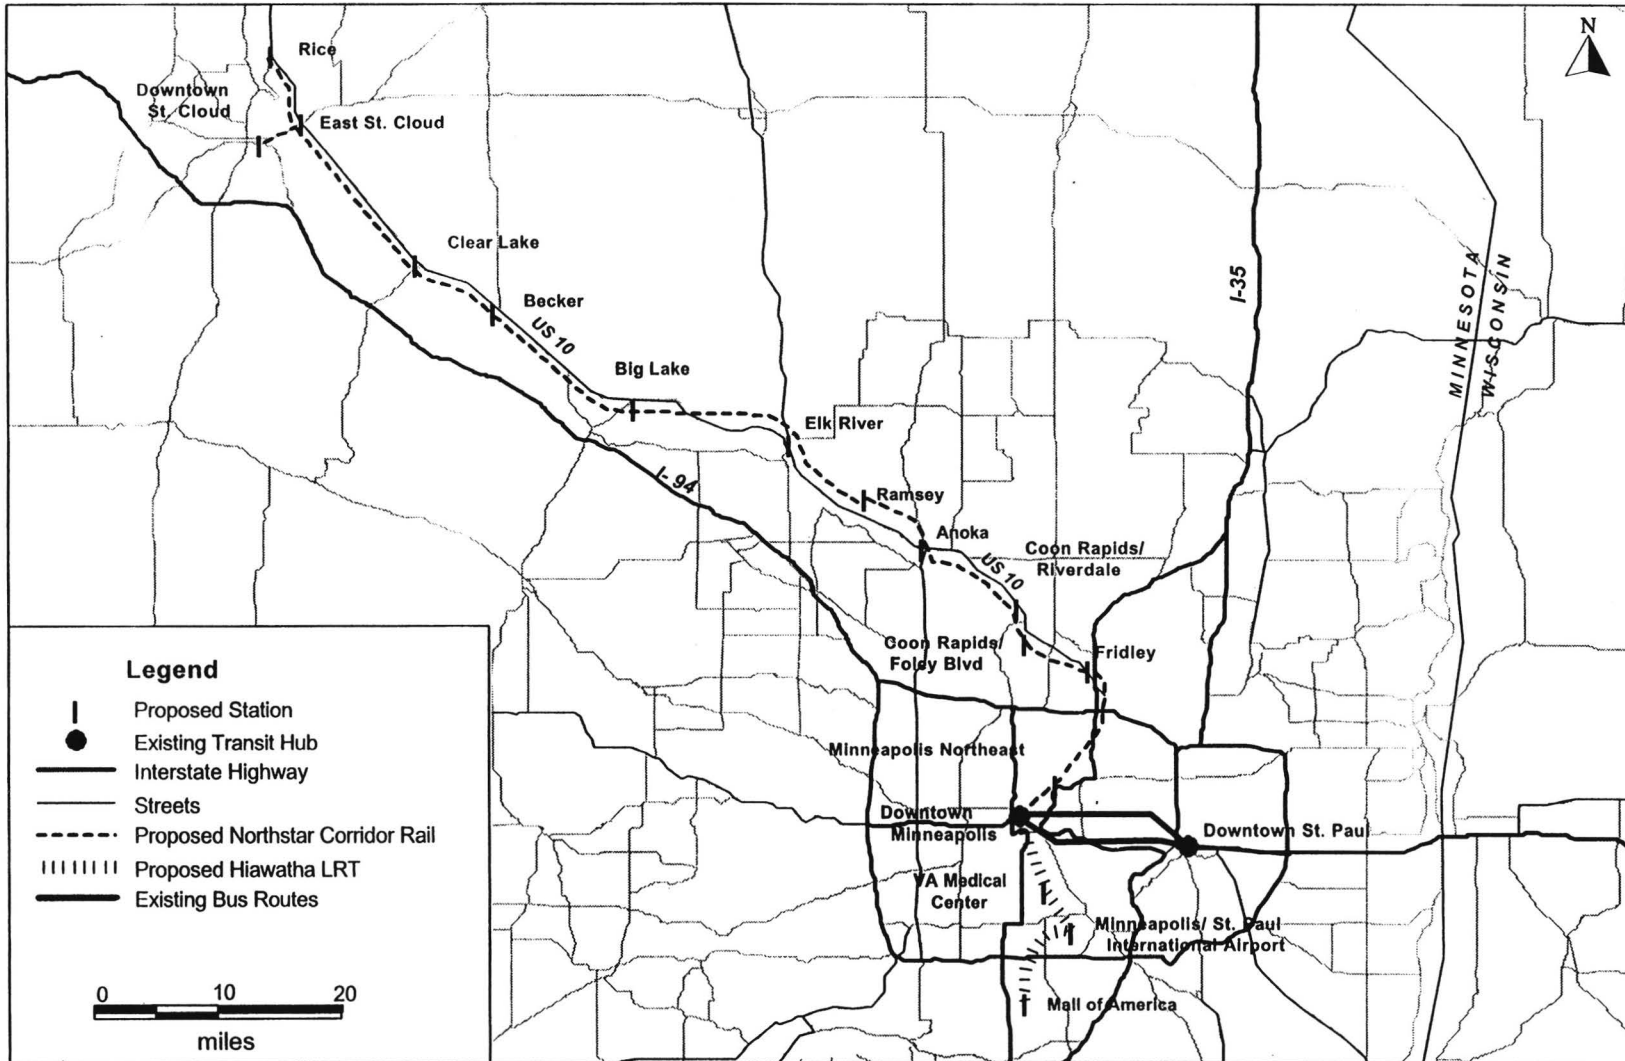 N
Rice
Downtown
St. Cloud
East St. Cloud
Clear Lake
Becker
US 10
Big Lake
Elk River
I-94
Ramsey
Anoka
US 10
Coon Rapids/
Riverdale
I-35
MINNESOTA
WISCONSIN
Coon Rapids/
Foley Blvd
Fridley
Minneapolis Northeast
Downtown
Minneapolis
Downtown St. Paul
VA Medical
Center
Minneapolis/ St. Paul
International Airport
Mall of America
Legend
Proposed Station
Existing Transit Hub
Interstate Highway
Streets
Proposed Northstar Corridor Rail
Proposed Hiawatha LRT
Existing Bus Routes
0 10 20
miles